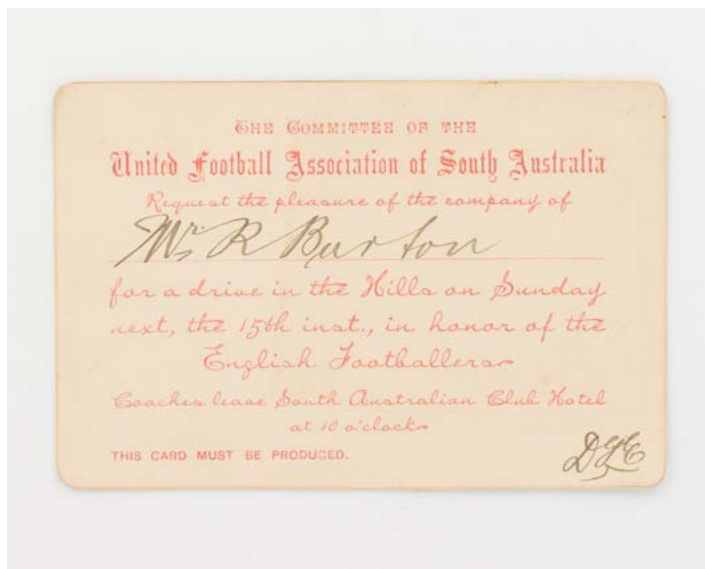 THE COMMITTEE OF THE
United Football Association of South Australia
Request the pleasure of the company of
Mr R Burton
for a drive in the Hills on Sunday
next, the 15th inst., in honor of the
English Footballers
Coaches leave South Australian Club Hotel
at 10 o'clock
THIS CARD MUST BE PRODUCED.